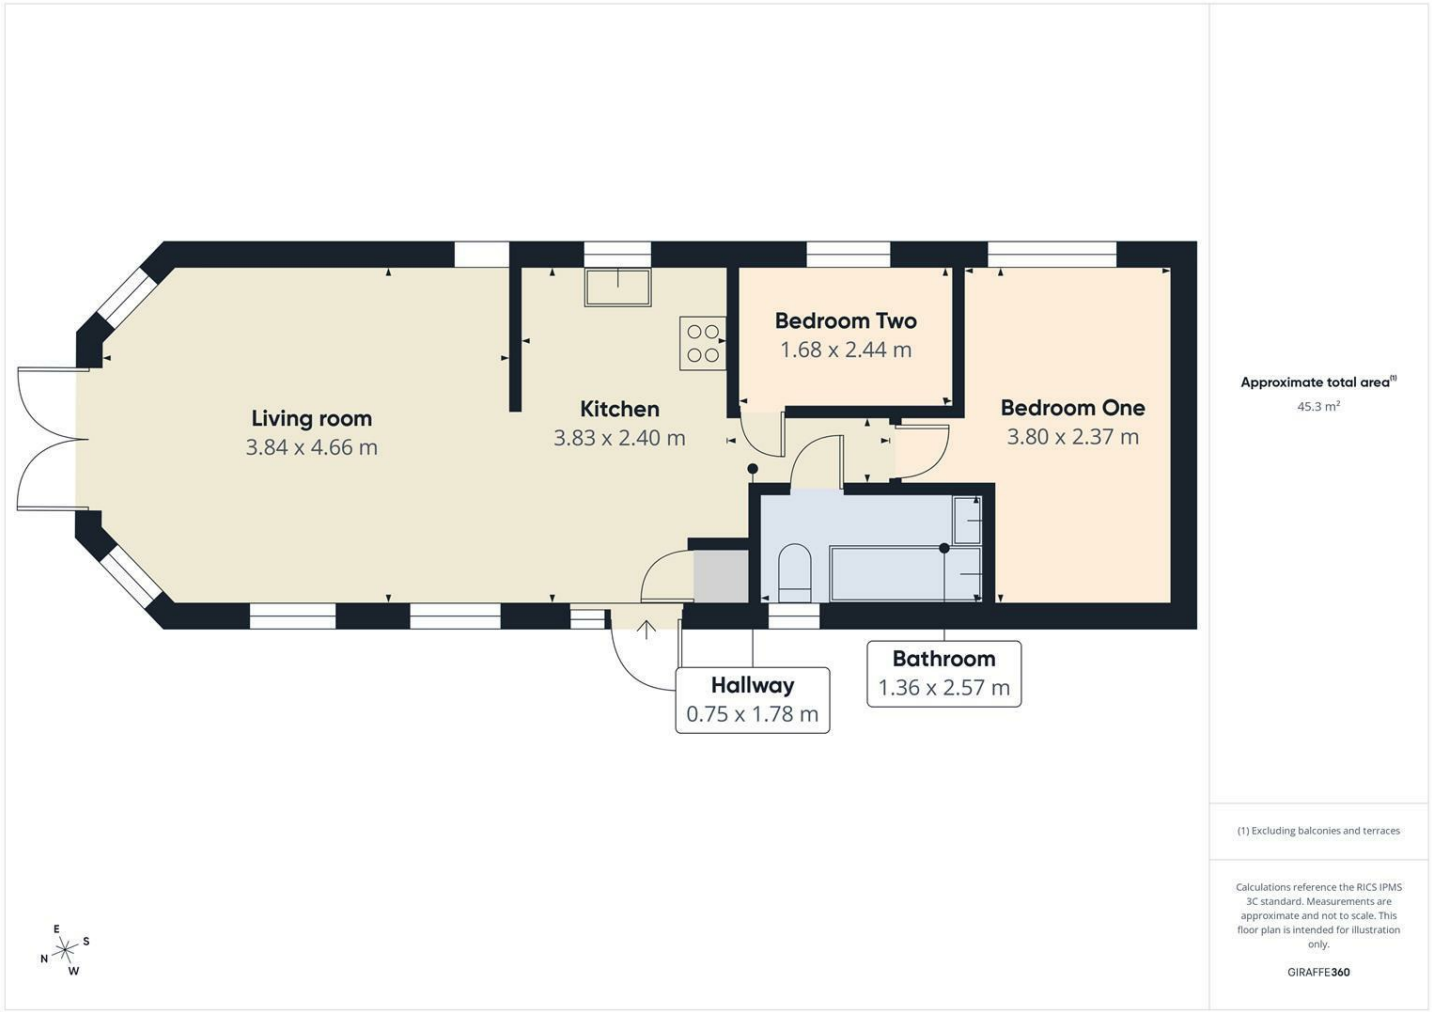 Living room
3.84 x 4.66 m
Kitchen
3.83 x 2.40 m
Bedroom Two
1.68 x 2.44 m
Bedroom One
3.80 x 2.37 m
Hallway
0.75 x 1.78 m
Bathroom
1.36 x 2.57 m
Approximate total area(1)
45.3 m²
(1) Excluding balconies and terraces
Calculations reference the RICS IPMS
3C standard. Measurements are
approximate and not to scale. This
floor plan is intended for illustration
only.
GIRAFFE360
E
S
N
W